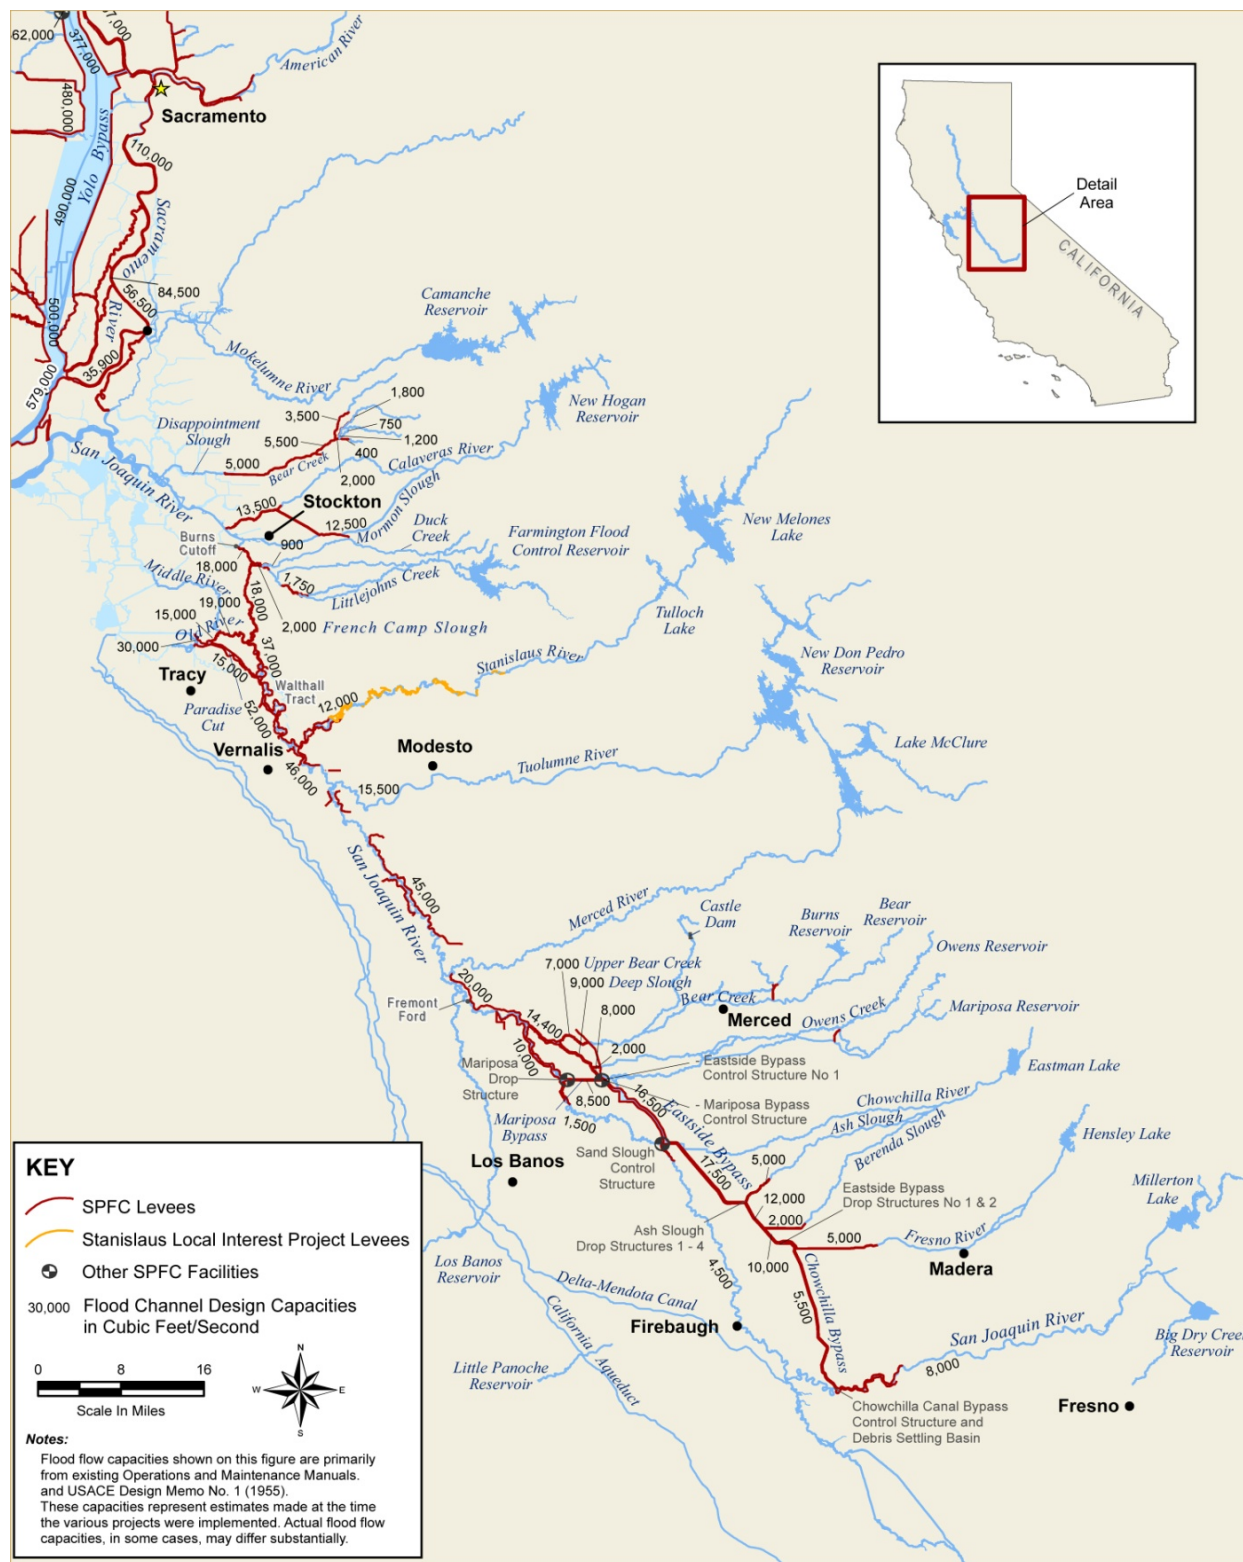 62,000
377,000
67,000
480,000
American River
Sacramento
Yolo Bypass
110,000
490,000
Sacramento
River
84,500
56,500
500,000
35,900
579,000
Detail
Area
CALIFORNIA
Camanche
Reservoir
Mokelumne River
1,800
3,500
750
New Hogan
Reservoir
Disappointment
Slough
5,500
1,200
400
5,000
Bear Creek
Calaveras River
2,000
San Joaquin River
13,500
Stockton
12,500
Mormon Slough
Duck
Creek
Farmington Flood
Control Reservoir
New Melones
Lake
Burns
Cutoff
900
18,000
Middle River
1,750
Littlejohns Creek
18,000
19,000
15,000
Old River
2,000
French Camp Slough
Tulloch
Lake
30,000
37,000
Stanislaus River
New Don Pedro
Reservoir
15,000
Tracy
Walthall
Tract
12,000
Paradise
Cut
52,000
Vernalis
46,000
Modesto
Tuolumne River
Lake McClure
15,500
San Joaquin River
45,000
Merced River
Castle
Dam
Burns
Reservoir
Bear
Reservoir
Owens Reservoir
20,000
7,000
Upper Bear Creek
9,000
Deep Slough
Bear Creek
Fremont
Ford
14,400
8,000
Merced
Owens Creek
Mariposa Reservoir
10,000
2,000
Mariposa
Drop
Structure
- Eastside Bypass
Control Structure No 1
Eastman Lake
8,500
16,500
- Mariposa Bypass
Control Structure
Chowchilla River
Mariposa
Bypass
1,500
Eastside Bypass
Ash Slough
Berenda Slough
Hensley Lake
Sand Slough
Control
Structure
Los Banos
17,500
5,000
Millerton
Lake
12,000
Eastside Bypass
Drop Structures No 1 & 2
2,000
Ash Slough
Drop Structures 1 - 4
5,000
Fresno River
Madera
10,000
Los Banos
Reservoir
Delta-Mendota Canal
4,500
Chowchilla Bypass
5,500
Firebaugh
California Aqueduct
San Joaquin River
Big Dry Creek
Reservoir
8,000
Little Panoche
Reservoir
Chowchilla Canal Bypass
Control Structure and
Debris Settling Basin
Fresno
KEY
SPFC Levees
Stanislaus Local Interest Project Levees
Other SPFC Facilities
30,000 Flood Channel Design Capacities
in Cubic Feet/Second
0 8 16
Scale In Miles
N
W E
S
Notes:
Flood flow capacities shown on this figure are primarily
from existing Operations and Maintenance Manuals.
and USACE Design Memo No. 1 (1955).
These capacities represent estimates made at the time
the various projects were implemented. Actual flood flow
capacities, in some cases, may differ substantially.